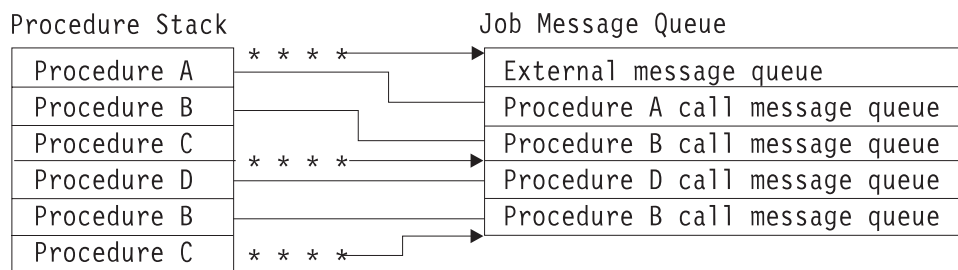 Procedure Stack
Job Message Queue
* * * *
Procedure A
External message queue
Procedure B
Procedure A call message queue
Procedure C
Procedure B call message queue
* * * *
Procedure D
Procedure D call message queue
Procedure B
Procedure B call message queue
Procedure C
* * * *